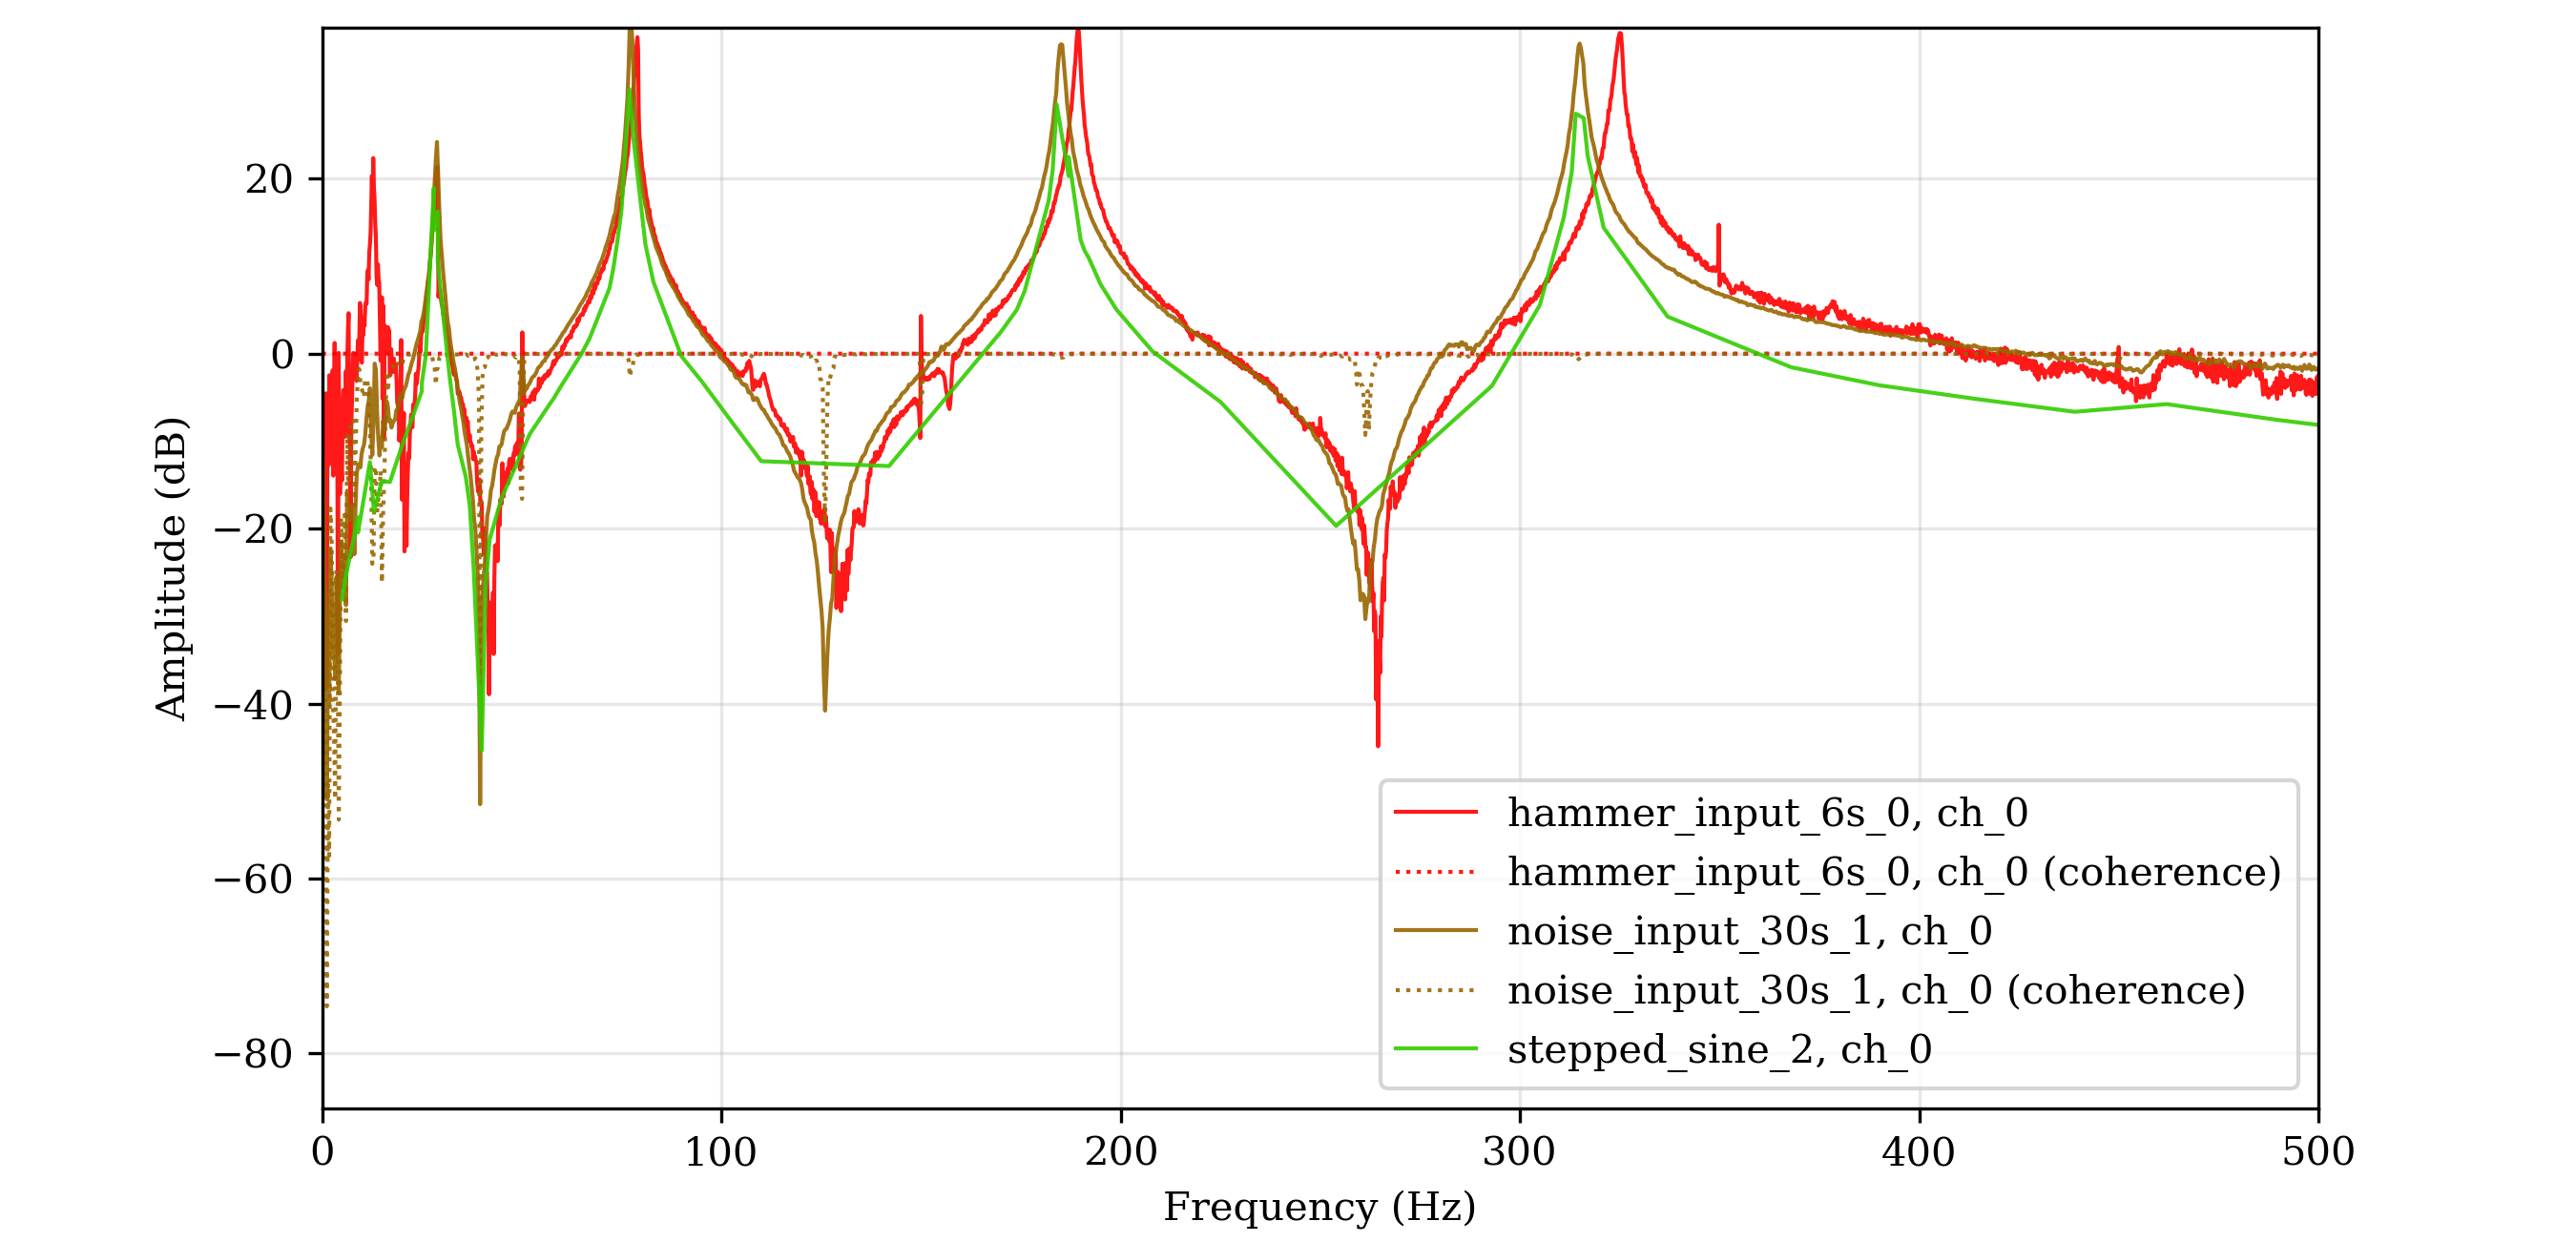 20
0
−20
−40
−60
−80
Amplitude (dB)
hammer_input_6s_0, ch_0
hammer_input_6s_0, ch_0 (coherence)
noise_input_30s_1, ch_0
noise_input_30s_1, ch_0 (coherence)
stepped_sine_2, ch_0
0 100 200 300 400 500
Frequency (Hz)